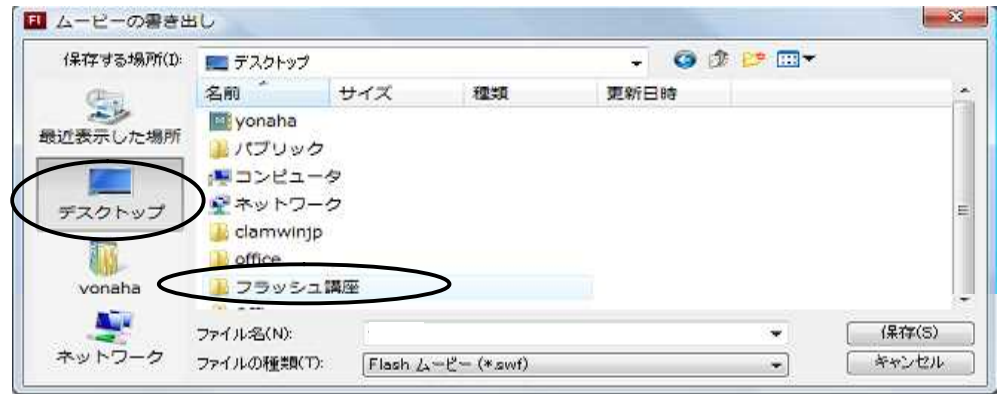 ムービーの書き出し
保存する場所(I):
デスクトップ
名前 サイズ 種類 更新日時
最近表示した場所
デスクトップ
vonaha
ネットワーク
yonaha
パブリック
コンピュータ
ネットワーク
clamwinjp
office
フラッシュ講座
ファイル名(N):
保存(S)
ファイルの種類(T):
Flash ムービー (*.swf)
キャンセル